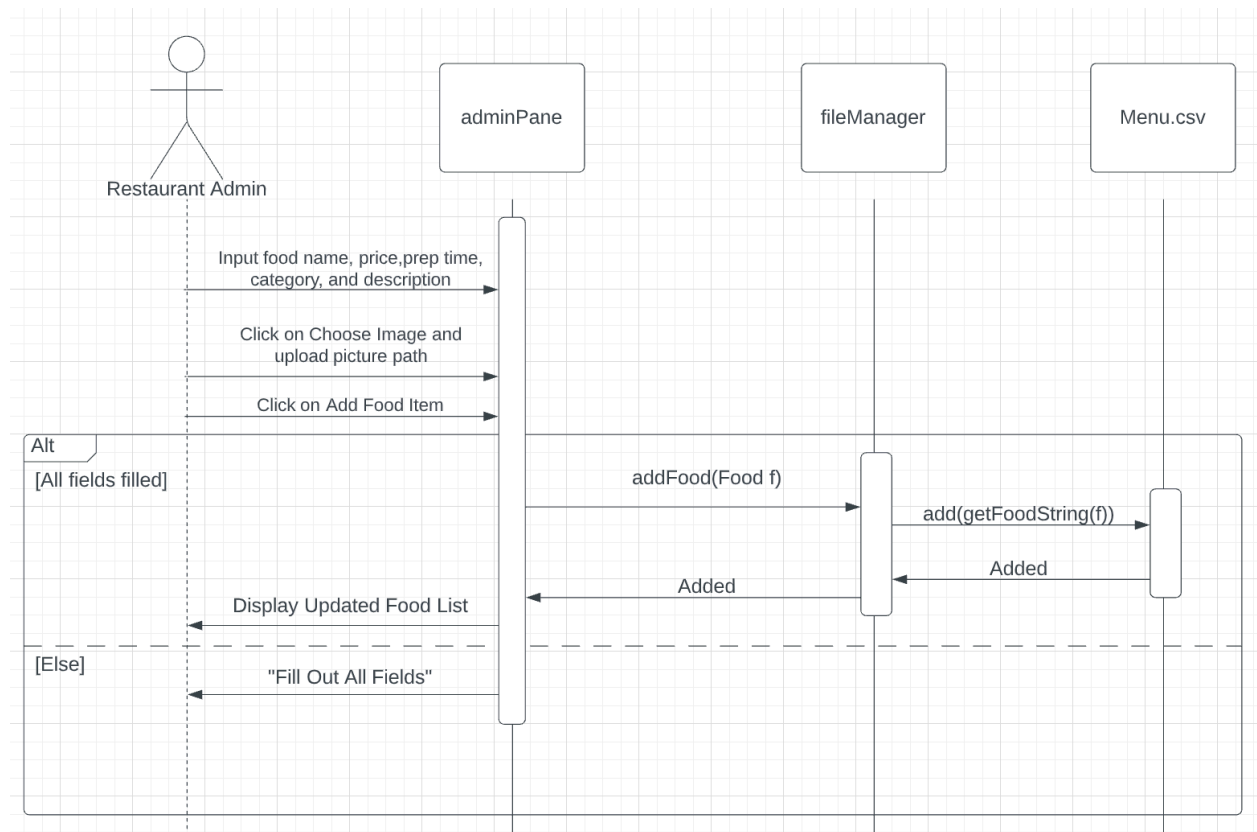 adminPane
fileManager
Menu.csv
Restaurant Admin
Input food name, price,prep time,
category, and description
Click on Choose Image and
upload picture path
Click on Add Food Item
Alt
[All fields filled]
addFood(Food f)
add(getFoodString(f))
Added
Added
Display Updated Food List
[Else]
"Fill Out All Fields"